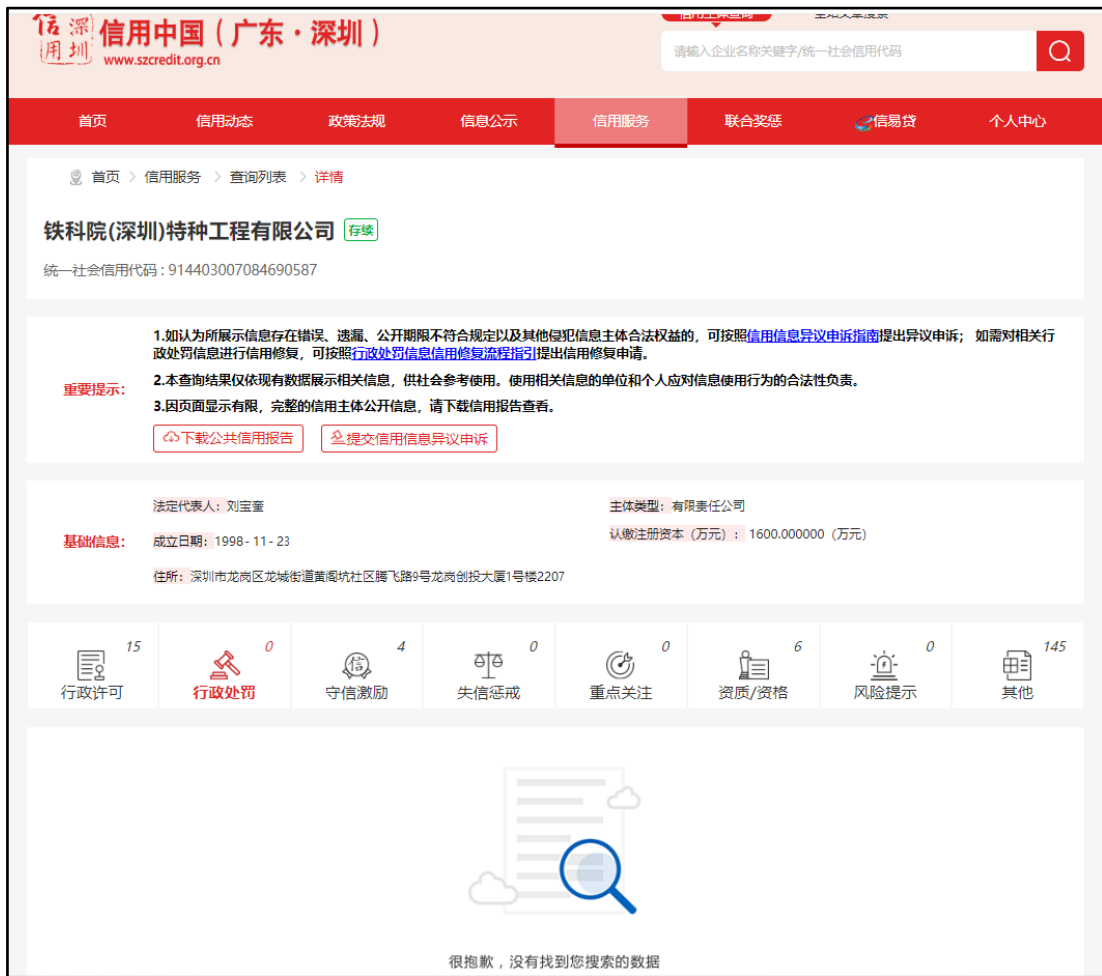 信用
深圳
信用中国（广东·深圳）
www.szcredit.org.cn
信用主体查询
全站文章搜索
请输入企业名称关键字/统一社会信用代码
首页 信用动态 政策法规 信息公示 信用服务 联合奖惩 信易贷 个人中心
首页 > 信用服务 > 查询列表 > 详情
铁科院(深圳)特种工程有限公司 存续
统一社会信用代码 : 914403007084690587
重要提示:
1.如认为所展示信息存在错误、遗漏、公开期限不符合规定以及其他侵犯信息主体合法权益的，可按照信用信息异议申诉指南提出异议申诉； 如需对相关行
政处罚信息进行信用修复，可按照行政处罚信息信用修复流程指引提出信用修复申请。
2.本查询结果仅依现有数据展示相关信息，供社会参考使用。使用相关信息的单位和个人应对信息使用行为的合法性负责。
3.因页面显示有限，完整的信用主体公开信息，请下载信用报告查看。
下载公共信用报告 提交信用信息异议申诉
基础信息:
法定代表人：刘宝奎 主体类型：有限责任公司
成立日期：1998-11-23 认缴注册资本（万元）： 1600.000000（万元）
住所：深圳市龙岗区龙城街道黄阁坑社区腾飞路9号龙岗创投大厦1号楼2207
15 0 4 0 0 6 0 145
行政许可 行政处罚 守信激励 失信惩戒 重点关注 资质/资格 风险提示 其他
很抱歉，没有找到您搜索的数据